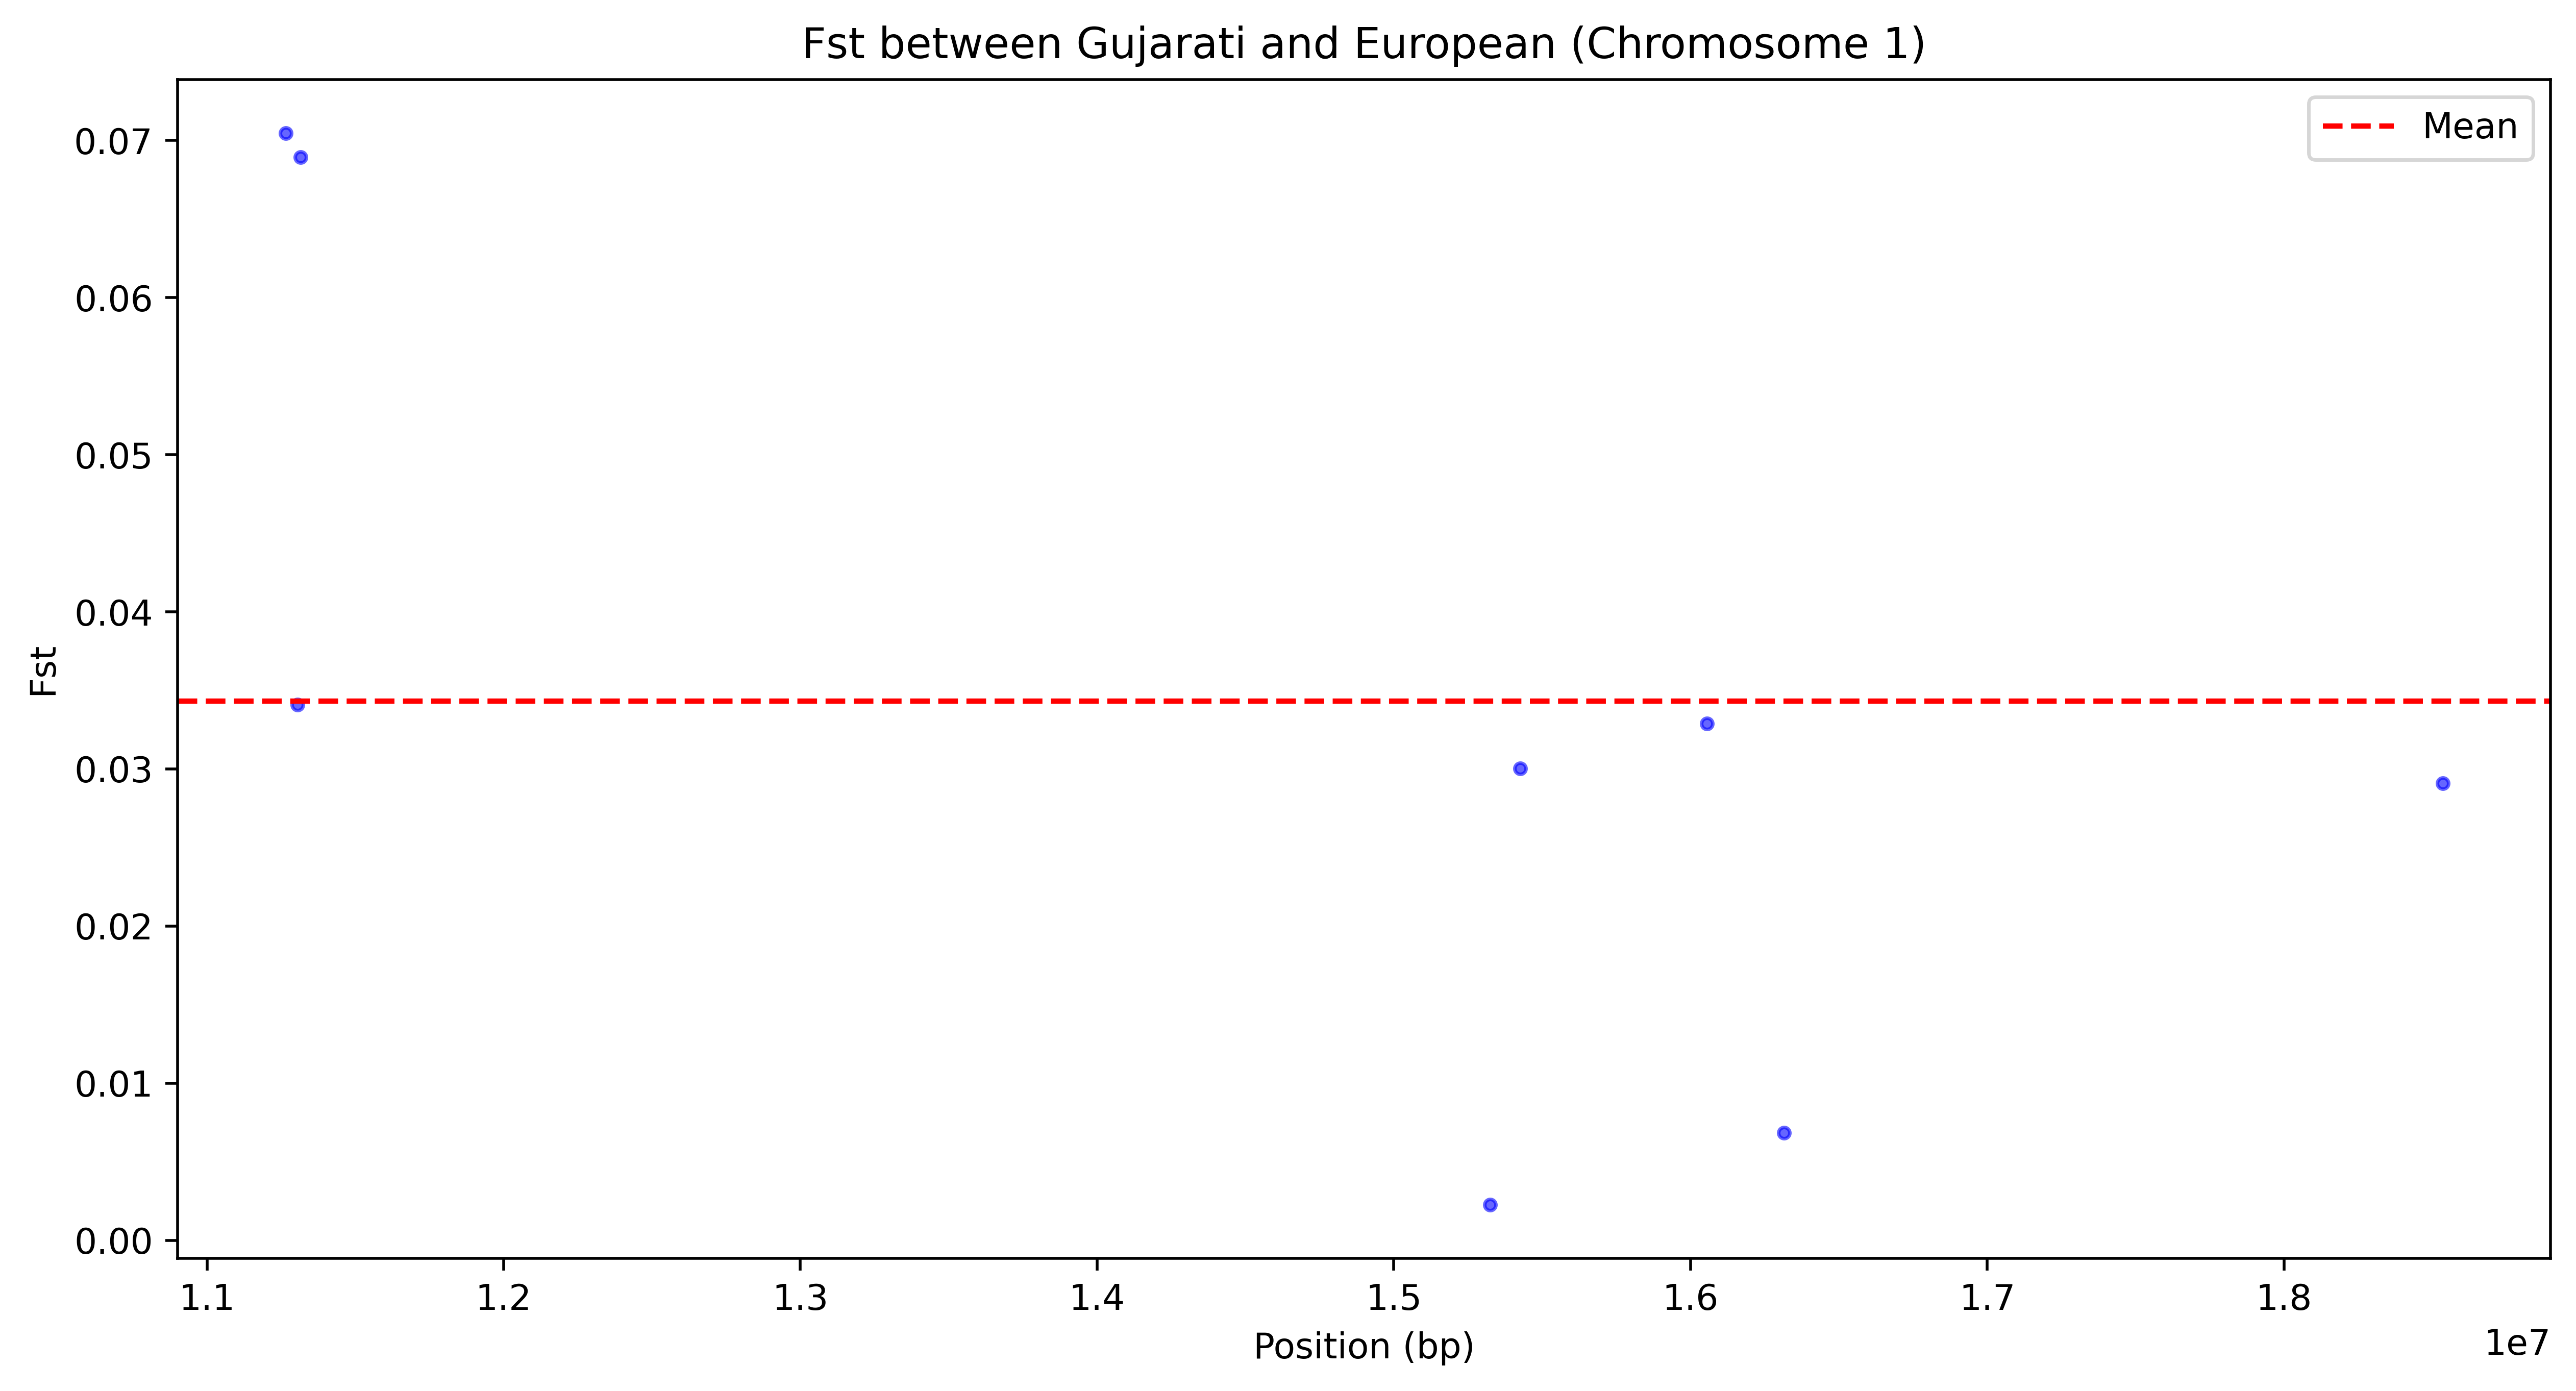 Fst between Gujarati and European (Chromosome 1)
Mean
0.07
0.06
0.05
0.04
0.03
0.02
0.01
0.00
Fst
1.1 1.2 1.3 1.4 1.5 1.6 1.7 1.8
1e7
Position (bp)